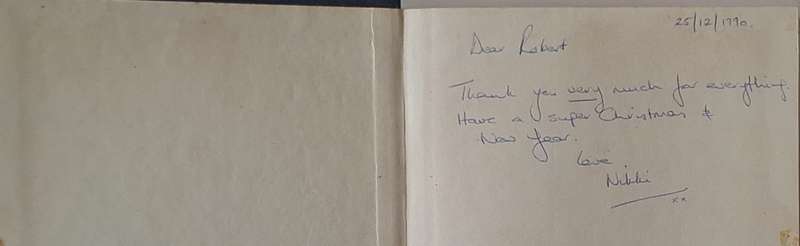 25/12/1990.
Dear Robert
Thank you very much for everything.
Have a super Christmas &
New Year.
Love
Nikki
xx